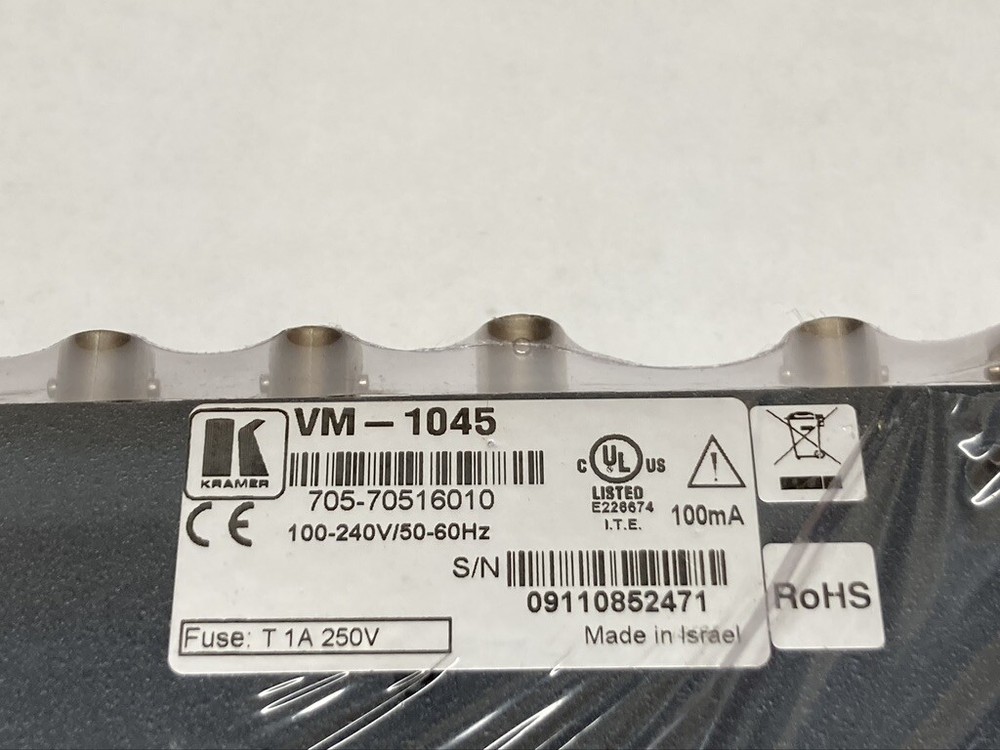 VM-1045
KRAMER
705-70516010
CE
100-240V/50-60Hz
C UL US
LISTED
E226674
I.T.E.
100mA
S/N
09110852471
Fuse: T 1A 250V
Made in Israel
RoHS